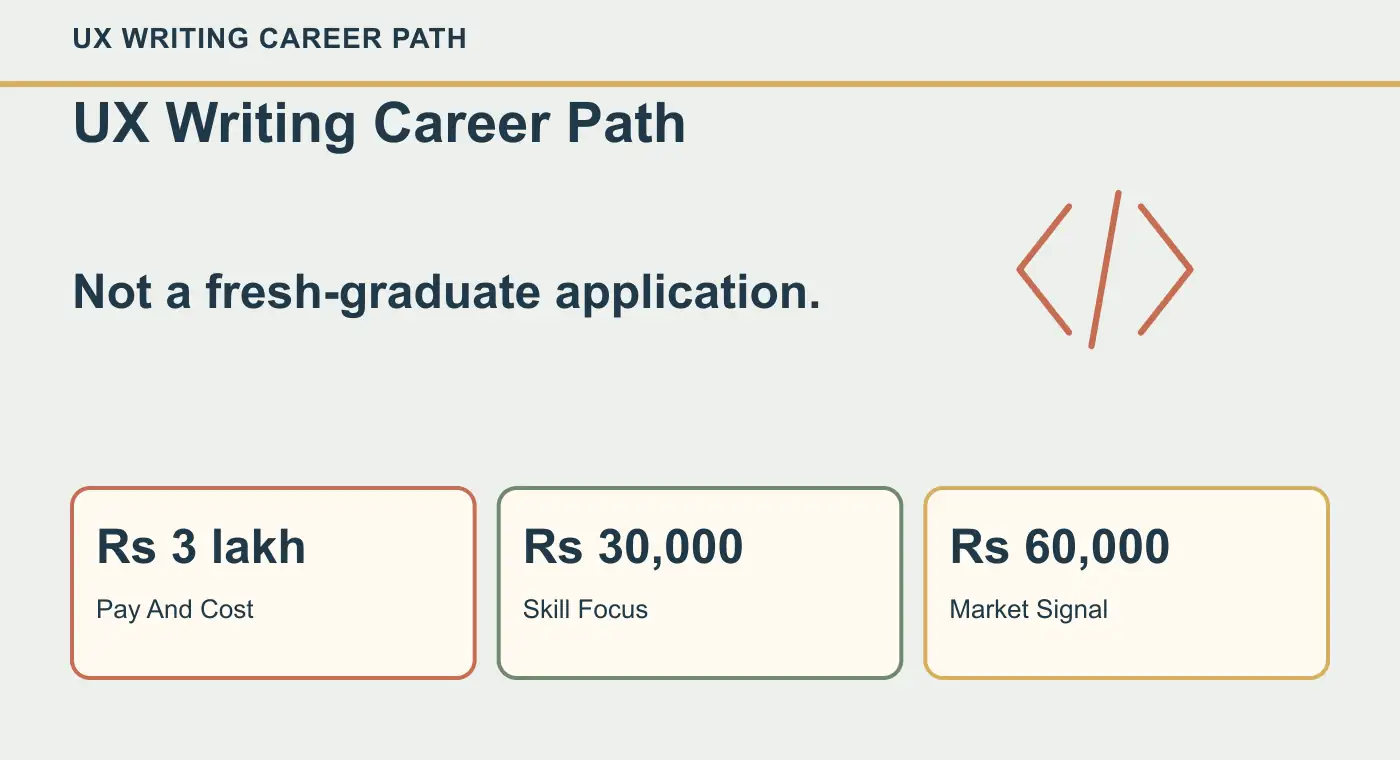 UX WRITING CAREER PATH
UX Writing Career Path
Not a fresh-graduate application.
Rs 3 lakh
Pay And Cost
Rs 30,000
Skill Focus
Rs 60,000
Market Signal